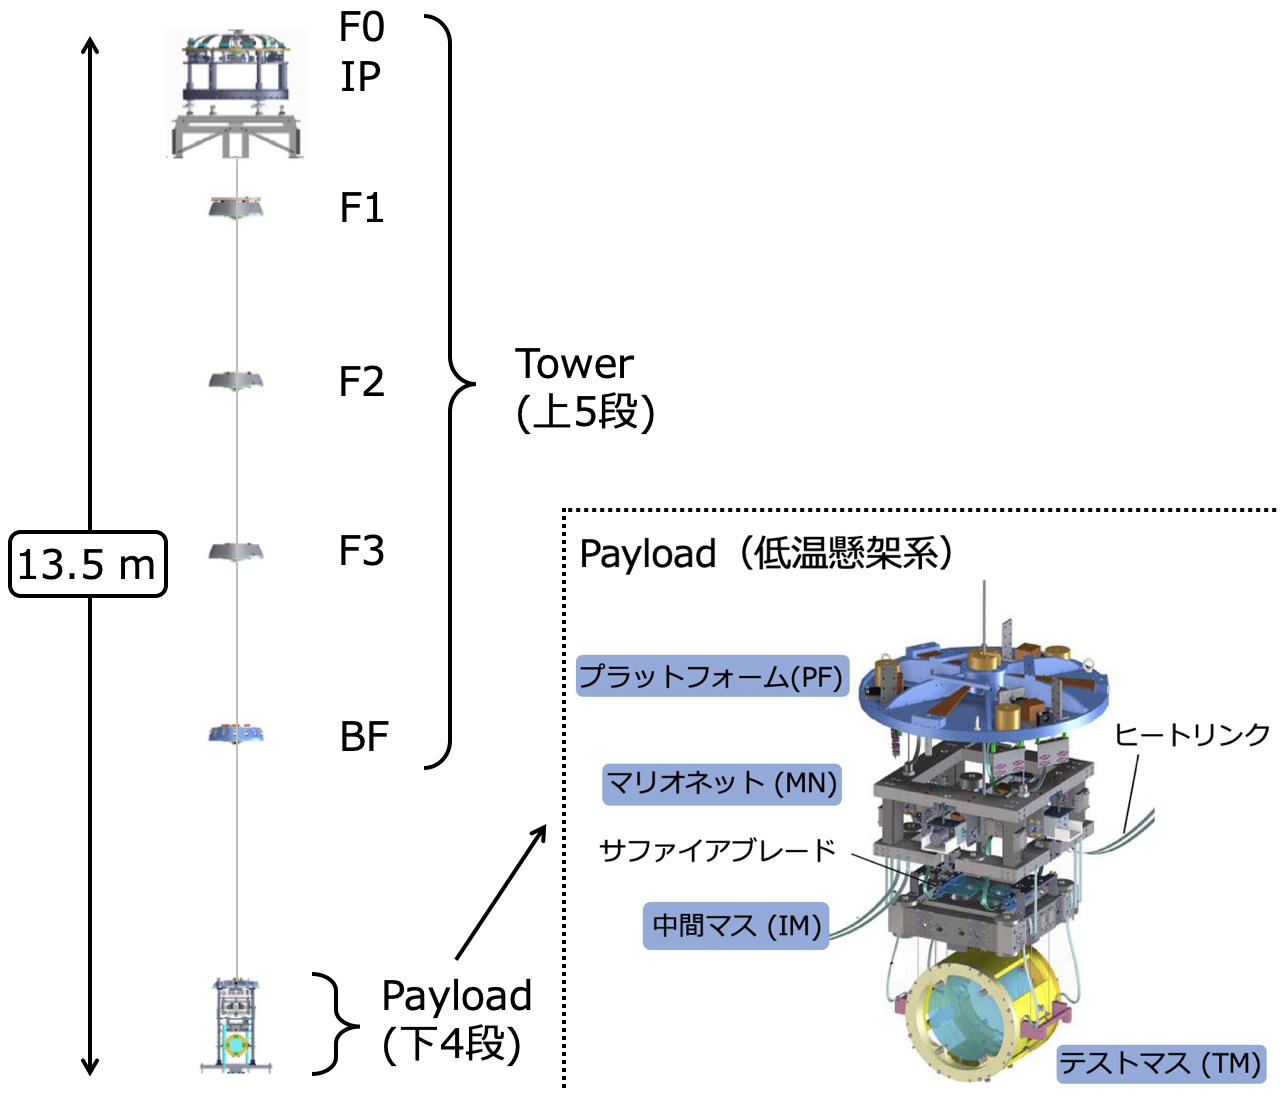 F0
IP
F1
F2
F3
BF
Tower
(上5段)
13.5 m
Payload
(下4段)
Payload（低温懸架系）
プラットフォーム(PF)
ヒートリンク
マリオネット (MN)
サファイアブレード
中間マス (IM)
テストマス (TM)